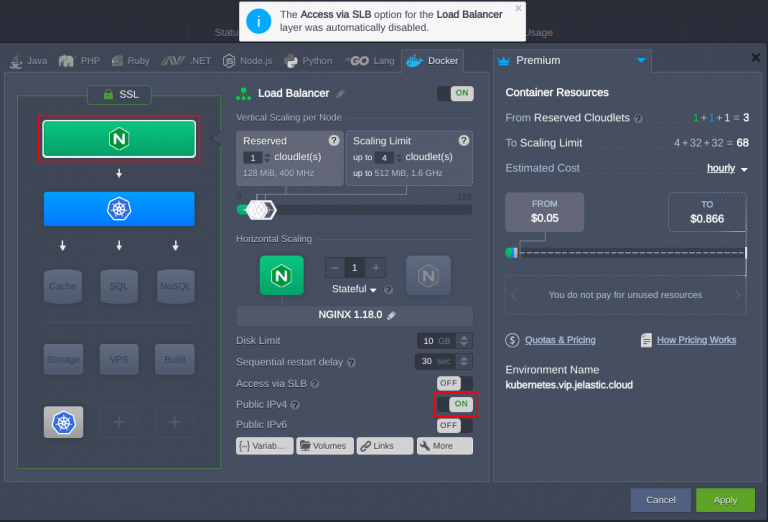 The Access via SLB option for the Load Balancer
layer was automatically disabled.
Usage
Java PHP Ruby .NET Node.js Python GO Lang Docker
Premium
SSL
Load Balancer ON
Vertical Scaling per Node
Reserved ?
1 cloudlet(s)
128 MiB, 400 MHz
Scaling Limit ?
up to 4 cloudlet(s)
up to 512 MiB, 1.6 GHz
0 128
Horizontal Scaling
1
Stateful ?
NGINX 1.18.0
Disk Limit 10 GB
Sequential restart delay ? 30 sec
Access via SLB ? OFF
Public IPv4 ? ON
Public IPv6 OFF
Variab... Volumes Links More
Cache SQL NoSQL
Storage VPS Build
Container Resources
From Reserved Cloudlets ? 1 + 1 + 1 = 3
To Scaling Limit 4 + 32 + 32 = 68
Estimated Cost hourly
FROM
$0.05
TO
$0.866
You do not pay for unused resources
Quotas & Pricing How Pricing Works
Environment Name
kubernetes.vip.jelastic.cloud
Cancel Apply